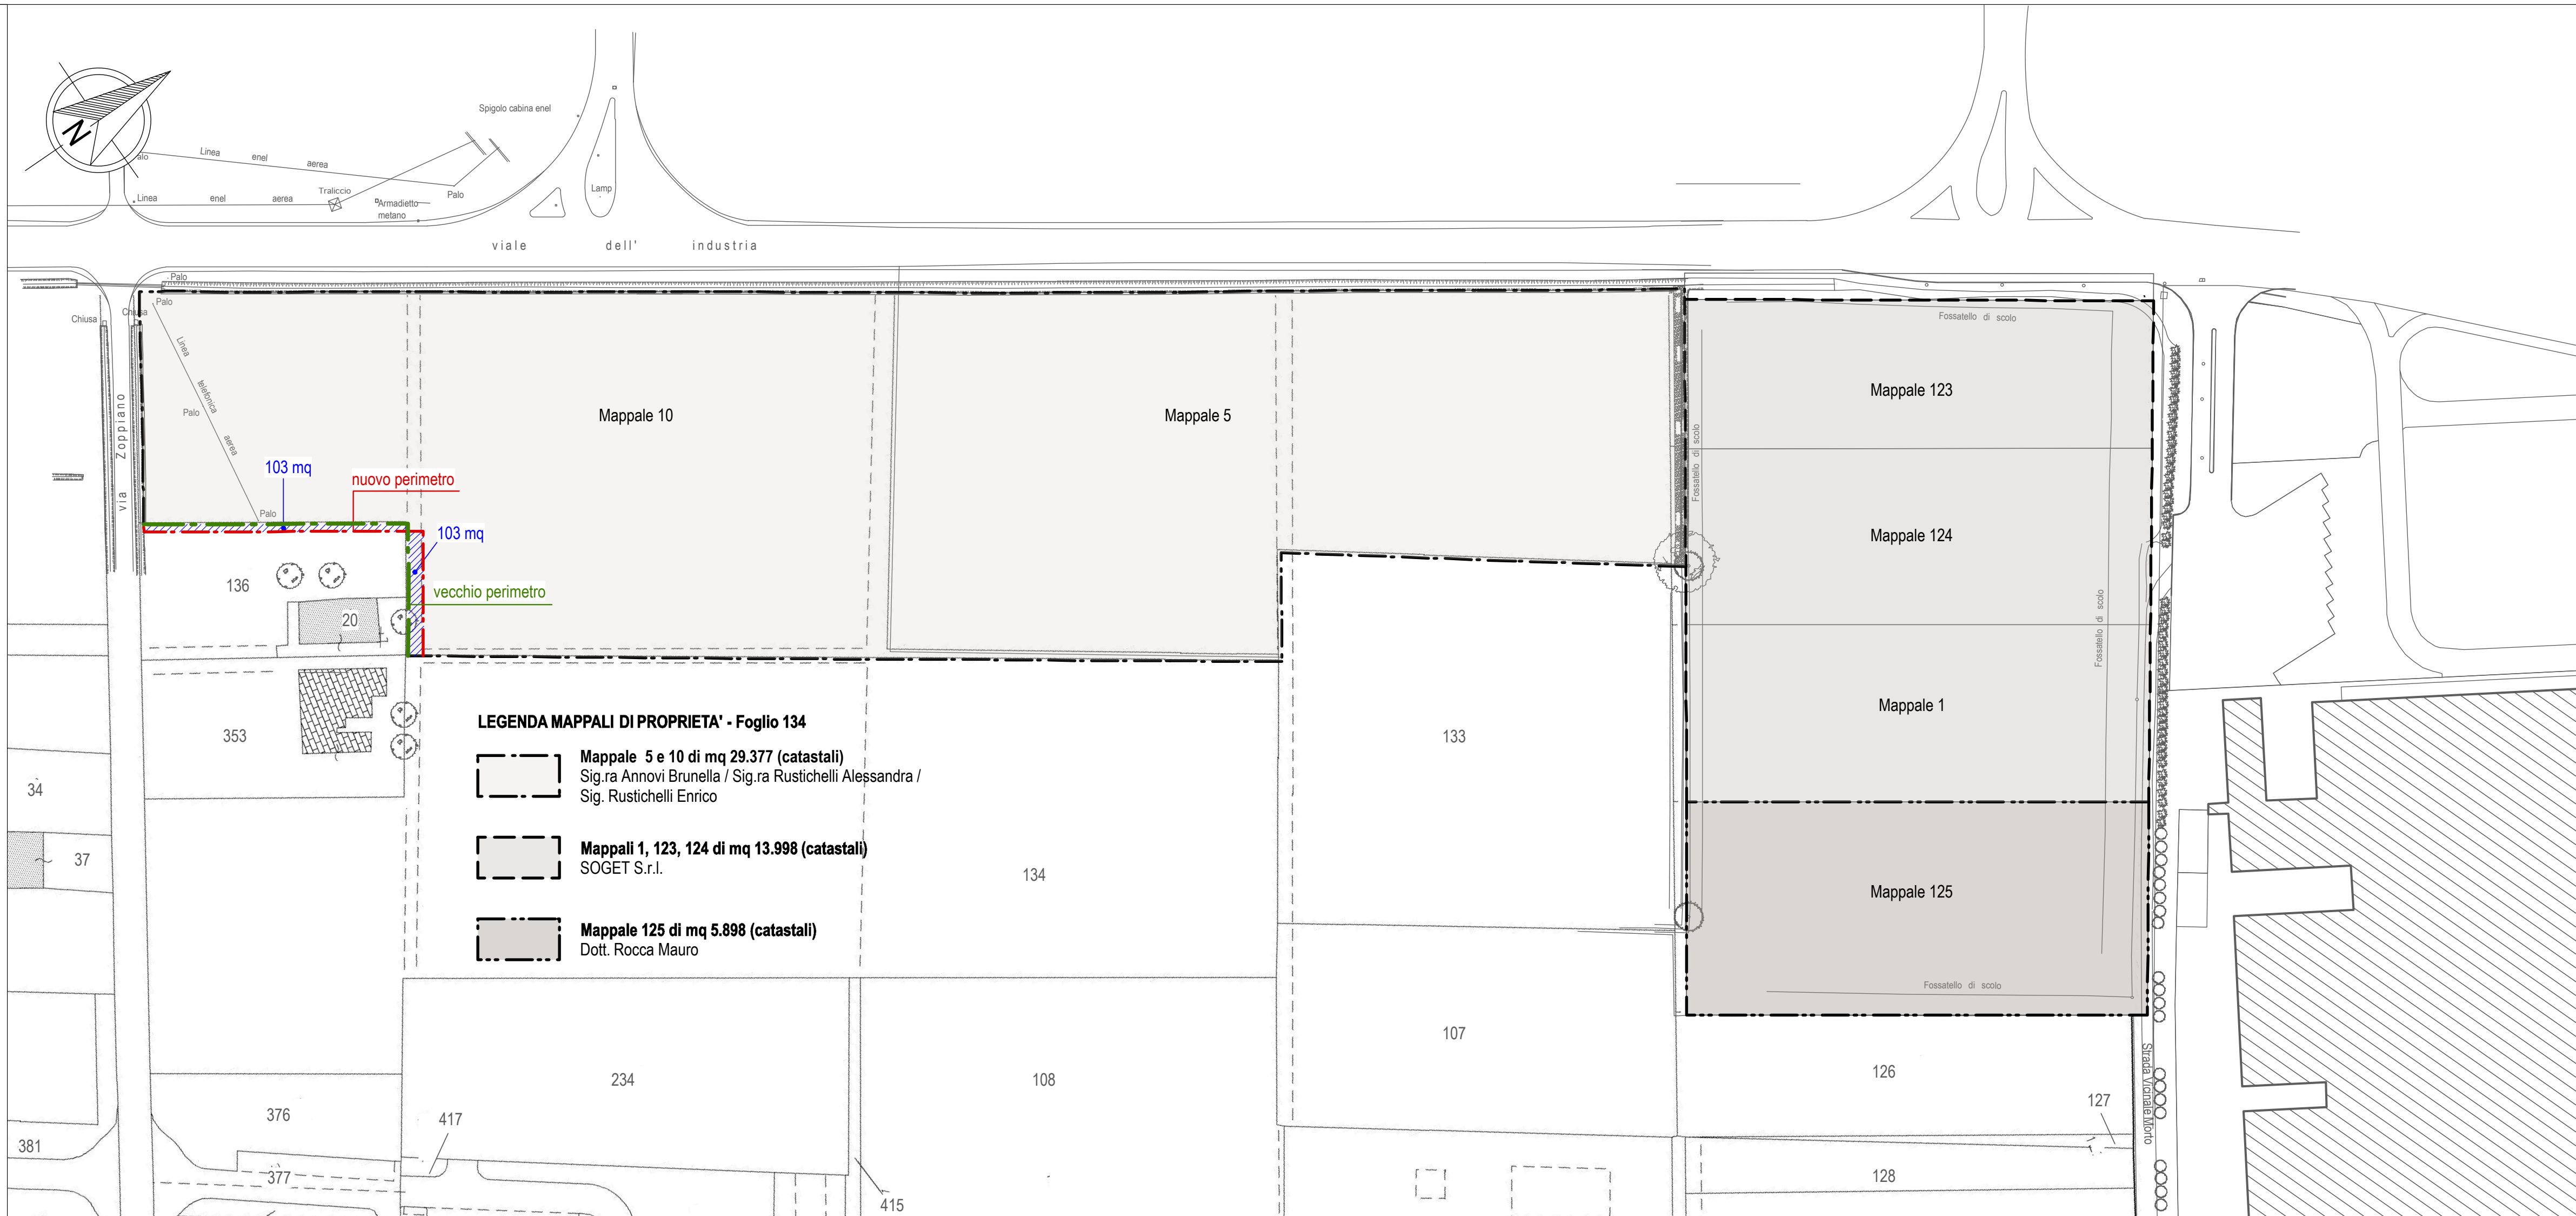 N
Spigolo cabina enel
alo
Linea enel aerea
Linea enel aerea
Traliccio
Palo
Armadietto
metano
Lamp
viale dell' industria
Palo
Palo
Chiusa
Chiusa
via Zoppiano
Linea telefonica aerea
Palo
Palo
103 mq
nuovo perimetro
103 mq
vecchio perimetro
Mappale 10
Mappale 5
Mappale 123
Mappale 124
Mappale 1
Mappale 125
Fossatello di scolo
Fossatello di scolo
Fossatello di scolo
Fossatello di scolo
136
20
353
34
37
LEGENDA MAPPALI DI PROPRIETA' - Foglio 134
Mappale 5 e 10 di mq 29.377 (catastali)
Sig.ra Annovi Brunella / Sig.ra Rustichelli Alessandra /
Sig. Rustichelli Enrico
Mappali 1, 123, 124 di mq 13.998 (catastali)
SOGET S.r.l.
Mappale 125 di mq 5.898 (catastali)
Dott. Rocca Mauro
133
134
107
234
108
126
127
128
376
417
381
377
415
Strada Vicinale Morto